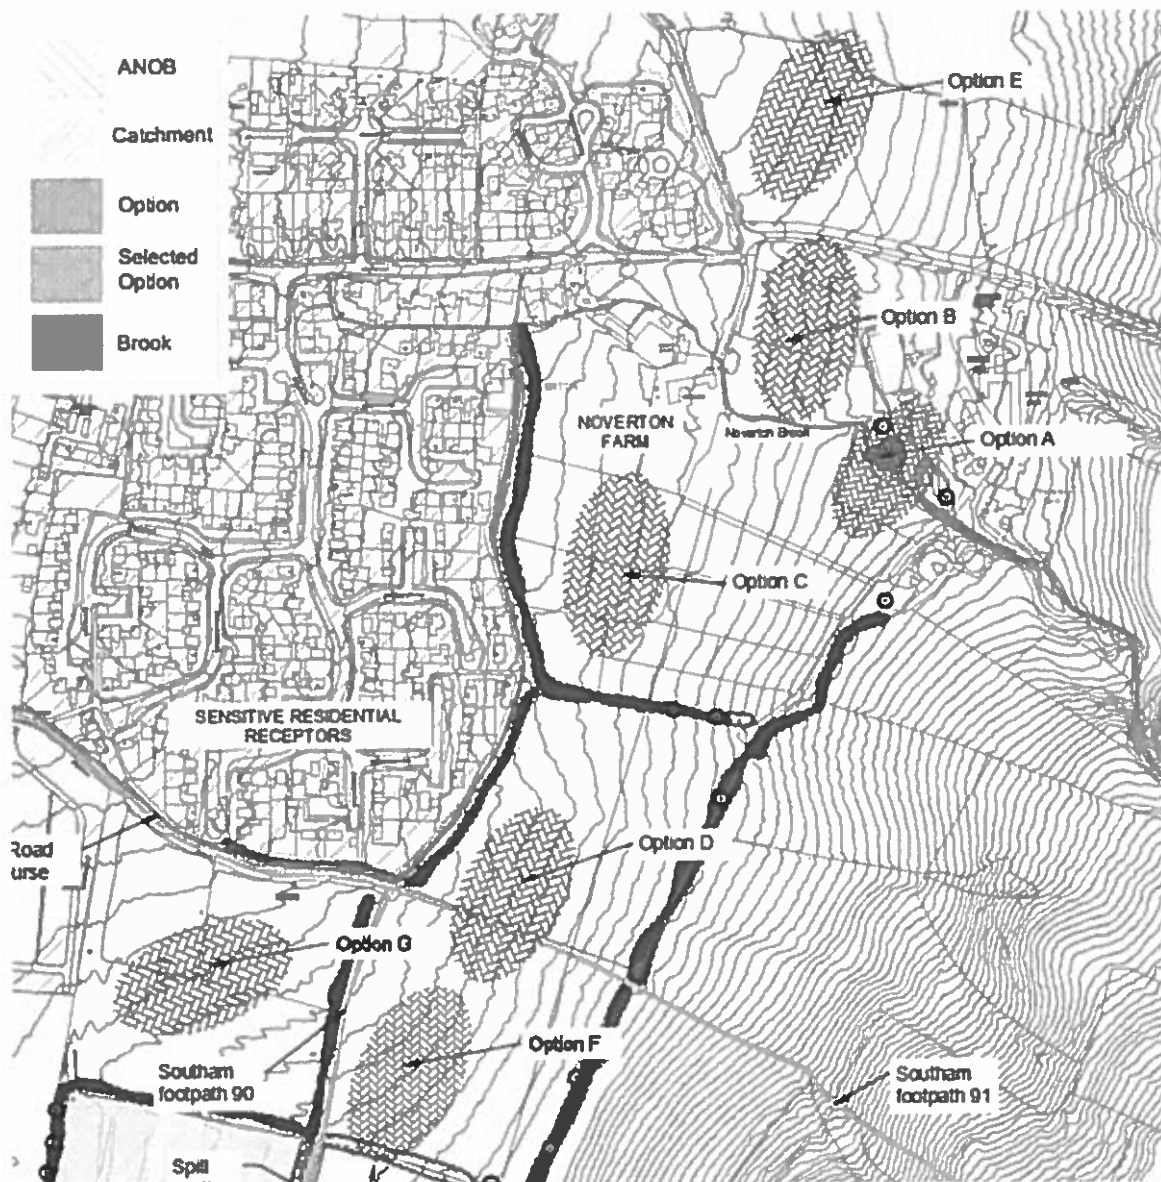 ANOB
Catchment
Option
Selected
Option
Brook
Option E
Option B
NOVERTON
FARM
Noverton Brook
Option A
Option C
SENSITIVE RESIDENTIAL
RECEPTORS
Option D
Road
urse
Option G
Option F
Southam
footpath 90
Southam
footpath 91
Spill